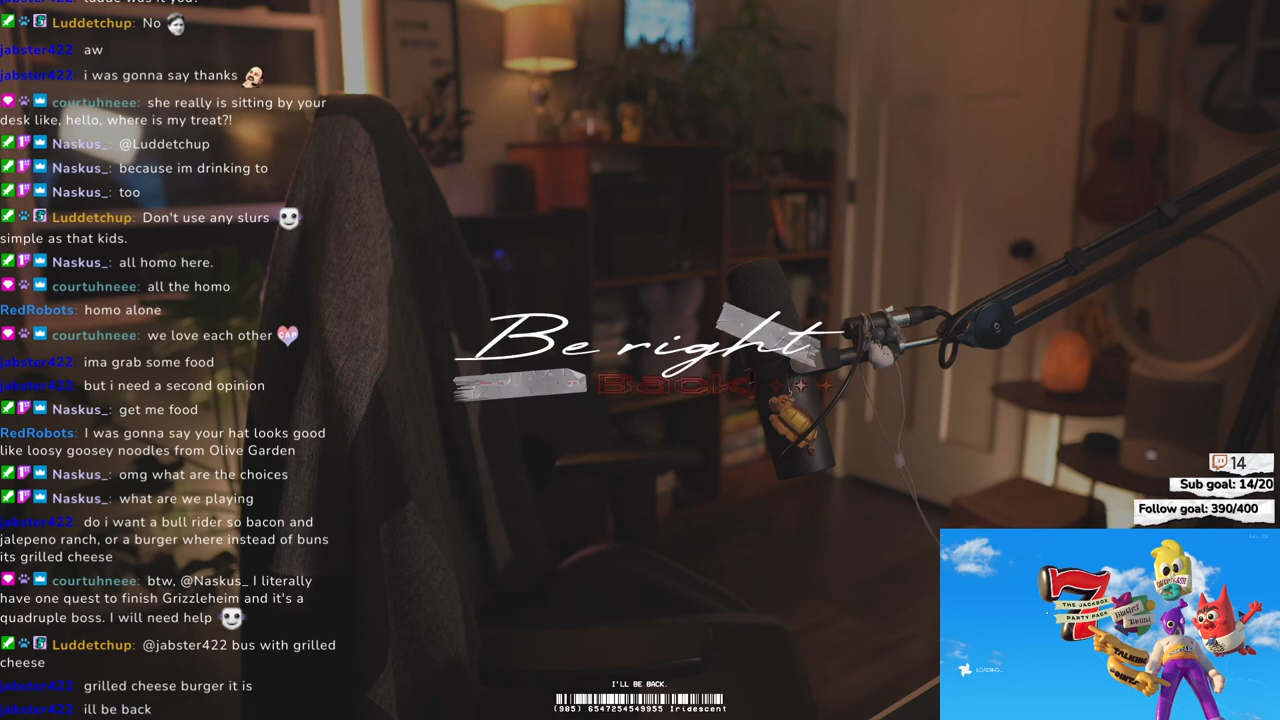 Luddetchup: No
jabster422: aw
jabster422: i was gonna say thanks
courtuhneee: she really is sitting by your
desk like, hello, where is my treat?!
Naskus_: @Luddetchup
Naskus_: because im drinking to
Naskus_: too
Luddetchup: Don't use any slurs
simple as that kids.
Naskus_: all homo here.
courtuhneee: all the homo
RedRobots: homo alone
courtuhneee: we love each other CAP
jabster422: ima grab some food
jabster422: but i need a second opinion
Naskus_: get me food
RedRobots: I was gonna say your hat looks good
like loosy goosey noodles from Olive Garden
Naskus_: omg what are the choices
Naskus_: what are we playing
jabster422: do i want a bull rider so bacon and
jalepeno ranch, or a burger where instead of buns
its grilled cheese
courtuhneee: btw, @Naskus_ I literally
have one quest to finish Grizzleheim and it's a
quadruple boss. I will need help
Luddetchup: @jabster422 bus with grilled
cheese
jabster422: grilled cheese burger it is
jabster422: ill be back
Be right
Back
I'LL BE BACK.
(985) 6547254549955 Iridescent
14
Sub goal: 14/20
Follow goal: 390/400
7
THE JACKBOX
PARTY PACK
QUIPLASH
Blather
'Round
TALKING
POINTS
LOADING...